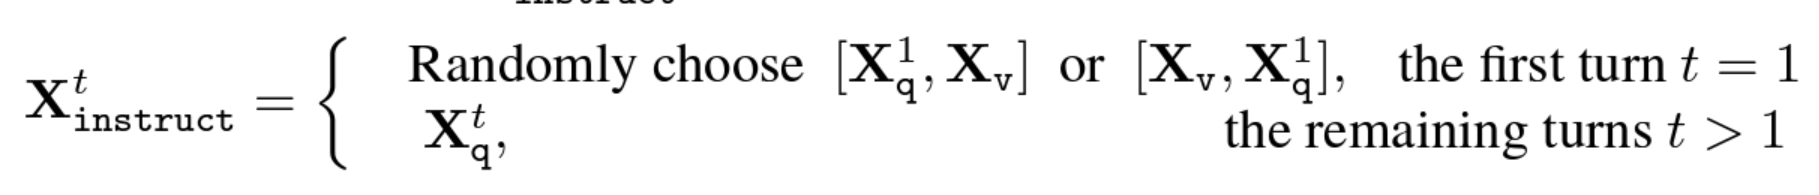 X^t_instruct = { Randomly choose [X^1_q, X_v] or [X_v, X^1_q], the first turn t = 1
X^t_q, the remaining turns t > 1